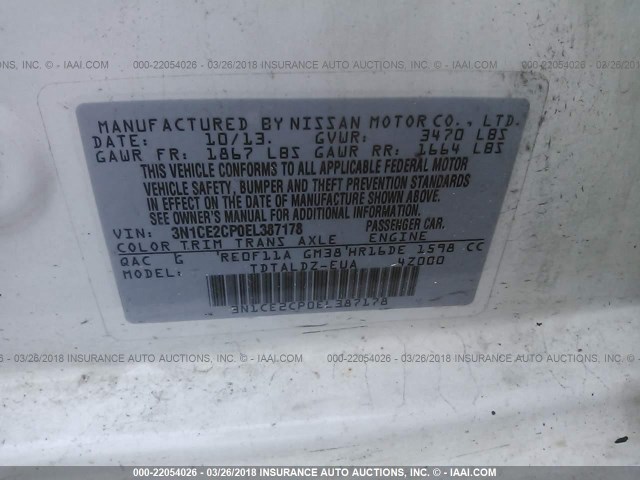 INC. - IAAI.COM 000-22054026 - 03/26/2018 INSURANCE AUTO AUCTIONS, INC. - IAAI.COM 000-22054026 - 03/26/2018
MANUFACTURED BY NISSAN MOTOR CO., LTD.
DATE: 10/13. GVWR: 3470 LBS
GAWR FR: 1867 LBS GAWR RR: 1664 LBS
THIS VEHICLE CONFORMS TO ALL APPLICABLE FEDERAL MOTOR
VEHICLE SAFETY, BUMPER AND THEFT PREVENTION STANDARDS
IN EFFECT ON THE DATE OF MANUFACTURE SHOWN ABOVE.
SEE OWNER'S MANUAL FOR ADDITIONAL INFORMATION.
VIN: 3N1CE2CP0EL387178 PASSENGER CAR.
COLOR TRIM TRANS AXLE ENGINE
QAC G RE0F11A GM38 HR16DE 1598 CC
MODEL: TDTALDZ-EUA 4Z000
3N1CE2CP0EL387178
000-22054026 - 03/26/2018 INSURANCE AUTO AUCTIONS, INC. - IAAI.COM 000-22054026 - 03/26/2018 INSURANCE AUTO AUCTIONS,
000-22054026 - 03/26/2018 INSURANCE AUTO AUCTIONS, INC. - IAAI.COM